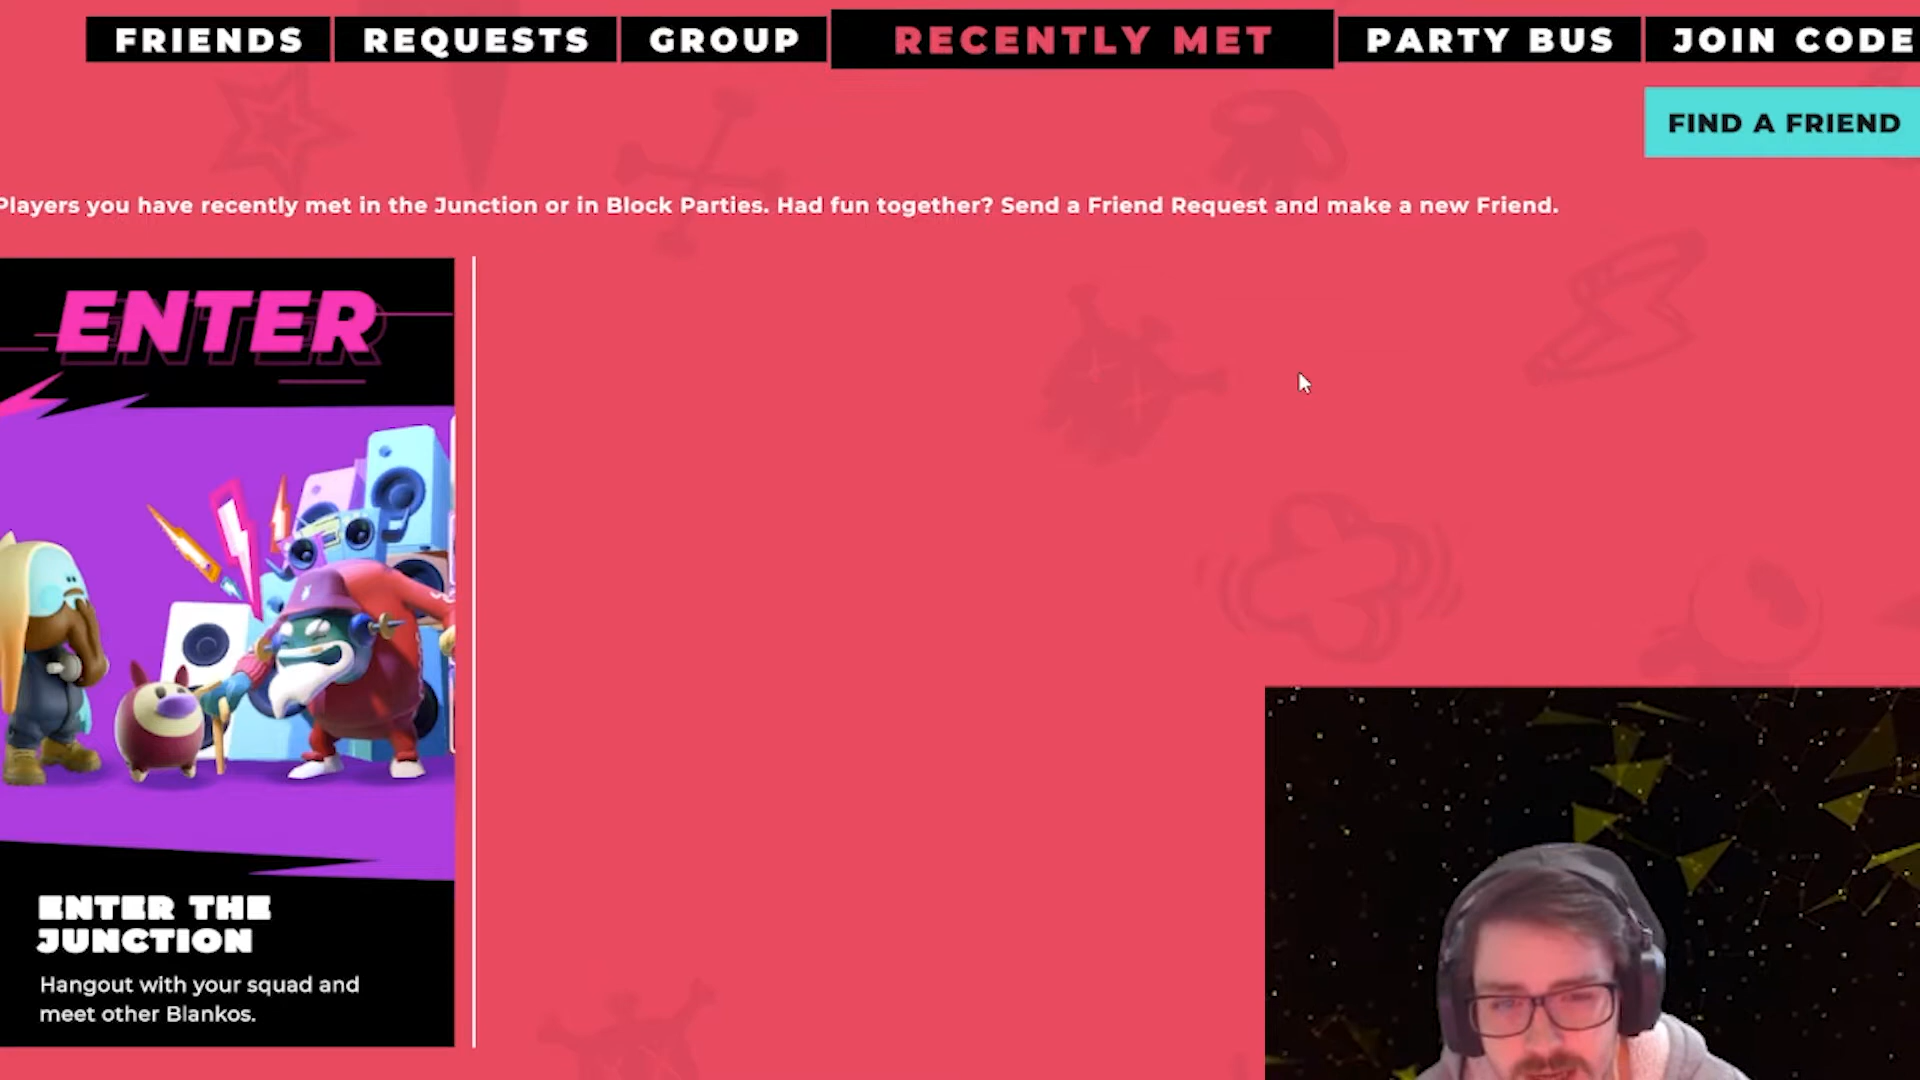 FRIENDS
REQUESTS
GROUP
RECENTLY MET
PARTY BUS
JOIN CODE
FIND A FRIEND
Players you have recently met in the Junction or in Block Parties. Had fun together? Send a Friend Request and make a new Friend.
ENTER
ENTER THE
JUNCTION
Hangout with your squad and
meet other Blankos.